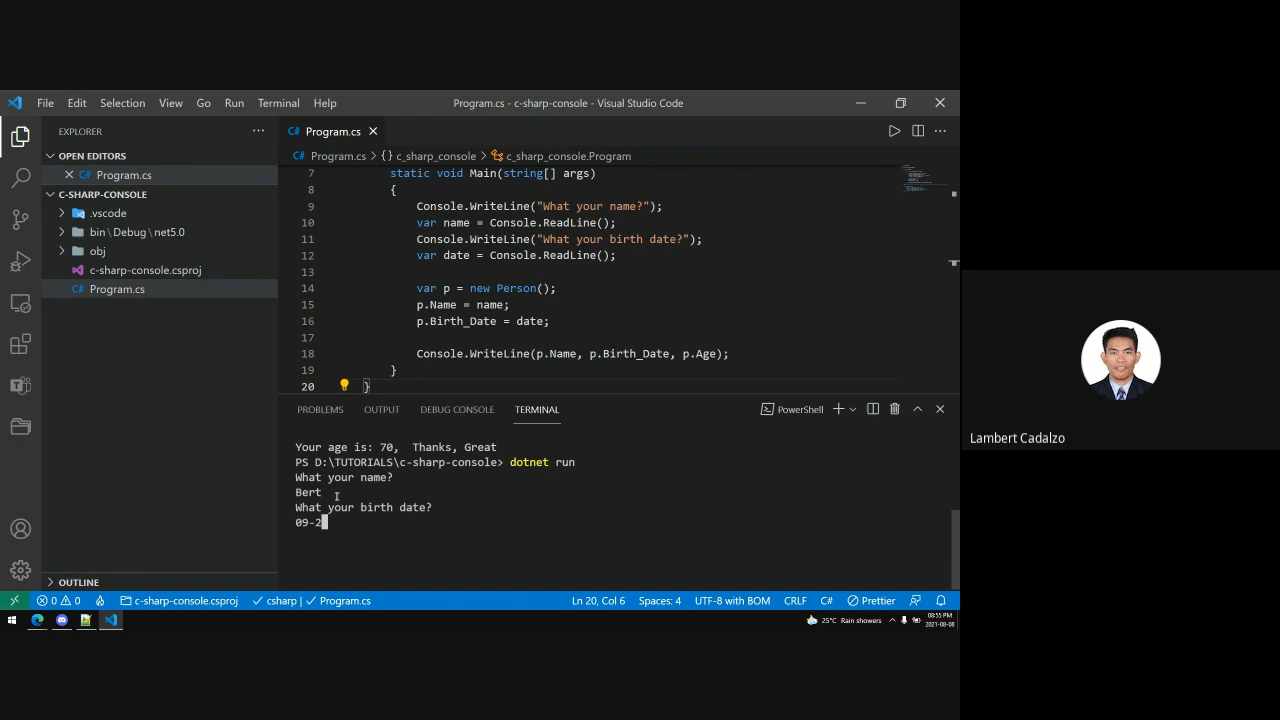 File Edit Selection View Go Run Terminal Help
Program.cs - c-sharp-console - Visual Studio Code
EXPLORER
OPEN EDITORS
C# Program.cs
C-SHARP-CONSOLE
.vscode
bin\Debug\net5.0
obj
c-sharp-console.csproj
C# Program.cs
OUTLINE
C# Program.cs
C# Program.cs > {} c_sharp_console > c_sharp_console.Program
7 static void Main(string[] args)
8 {
9 Console.WriteLine("What your name?");
10 var name = Console.ReadLine();
11 Console.WriteLine("What your birth date?");
12 var date = Console.ReadLine();
13
14 var p = new Person();
15 p.Name = name;
16 p.Birth_Date = date;
17
18 Console.WriteLine(p.Name, p.Birth_Date, p.Age);
19 }
20 }
PROBLEMS OUTPUT DEBUG CONSOLE TERMINAL
PowerShell
Your age is: 70, Thanks, Great
PS D:\TUTORIALS\c-sharp-console> dotnet run
What your name?
Bert
What your birth date?
09-2
0 0 c-sharp-console.csproj csharp | Program.cs
Ln 20, Col 6 Spaces: 4 UTF-8 with BOM CRLF C# Prettier
25°C Rain showers
08:55 PM
2021-08-08
Lambert Cadalzo